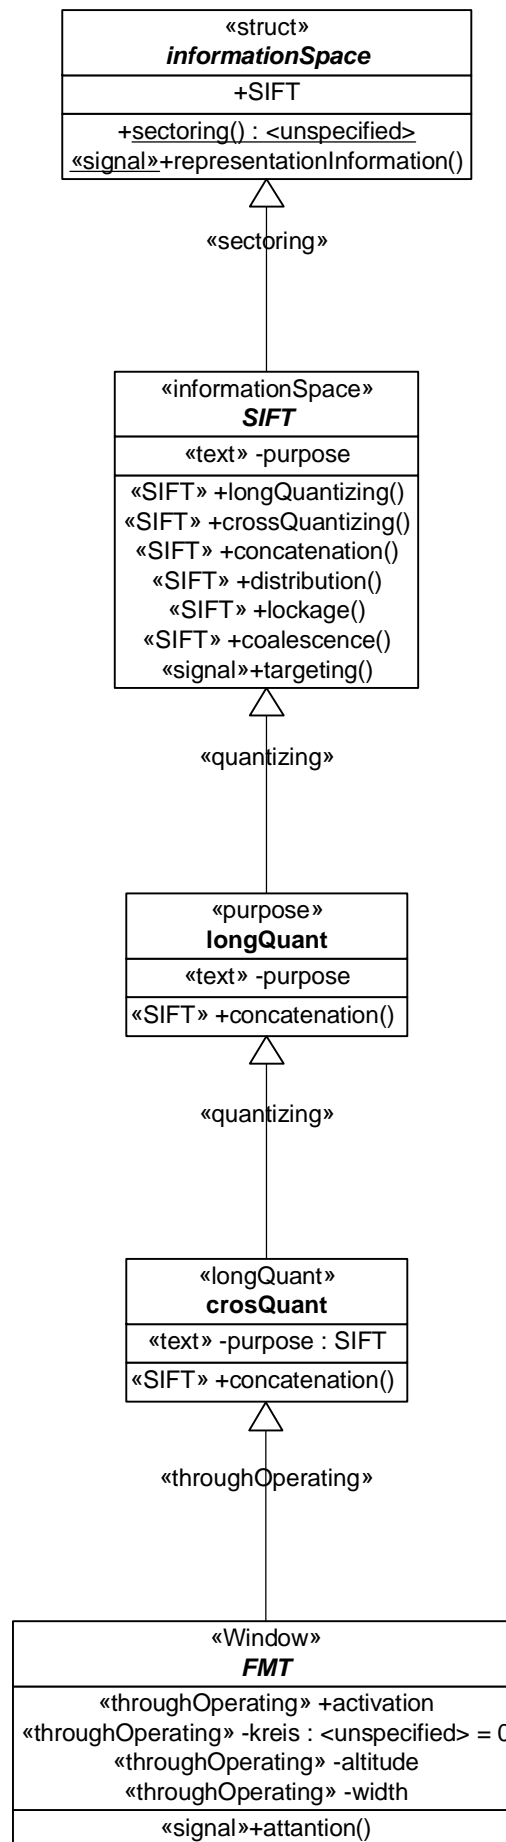 «struct»
informationSpace
+SIFT
+sectoring() : <unspecified>
«signal»+representationInformation()
«sectoring»
«informationSpace»
SIFT
«text» -purpose
«SIFT» +longQuantizing()
«SIFT» +crossQuantizing()
«SIFT» +concatenation()
«SIFT» +distribution()
«SIFT» +lockage()
«SIFT» +coalescence()
«signal»+targeting()
«quantizing»
«purpose»
longQuant
«text» -purpose
«SIFT» +concatenation()
«quantizing»
«longQuant»
crosQuant
«text» -purpose : SIFT
«SIFT» +concatenation()
«throughOperating»
«Window»
FMT
«throughOperating» +activation
«throughOperating» -kreis : <unspecified> = 0
«throughOperating» -altitude
«throughOperating» -width
«signal»+attantion()